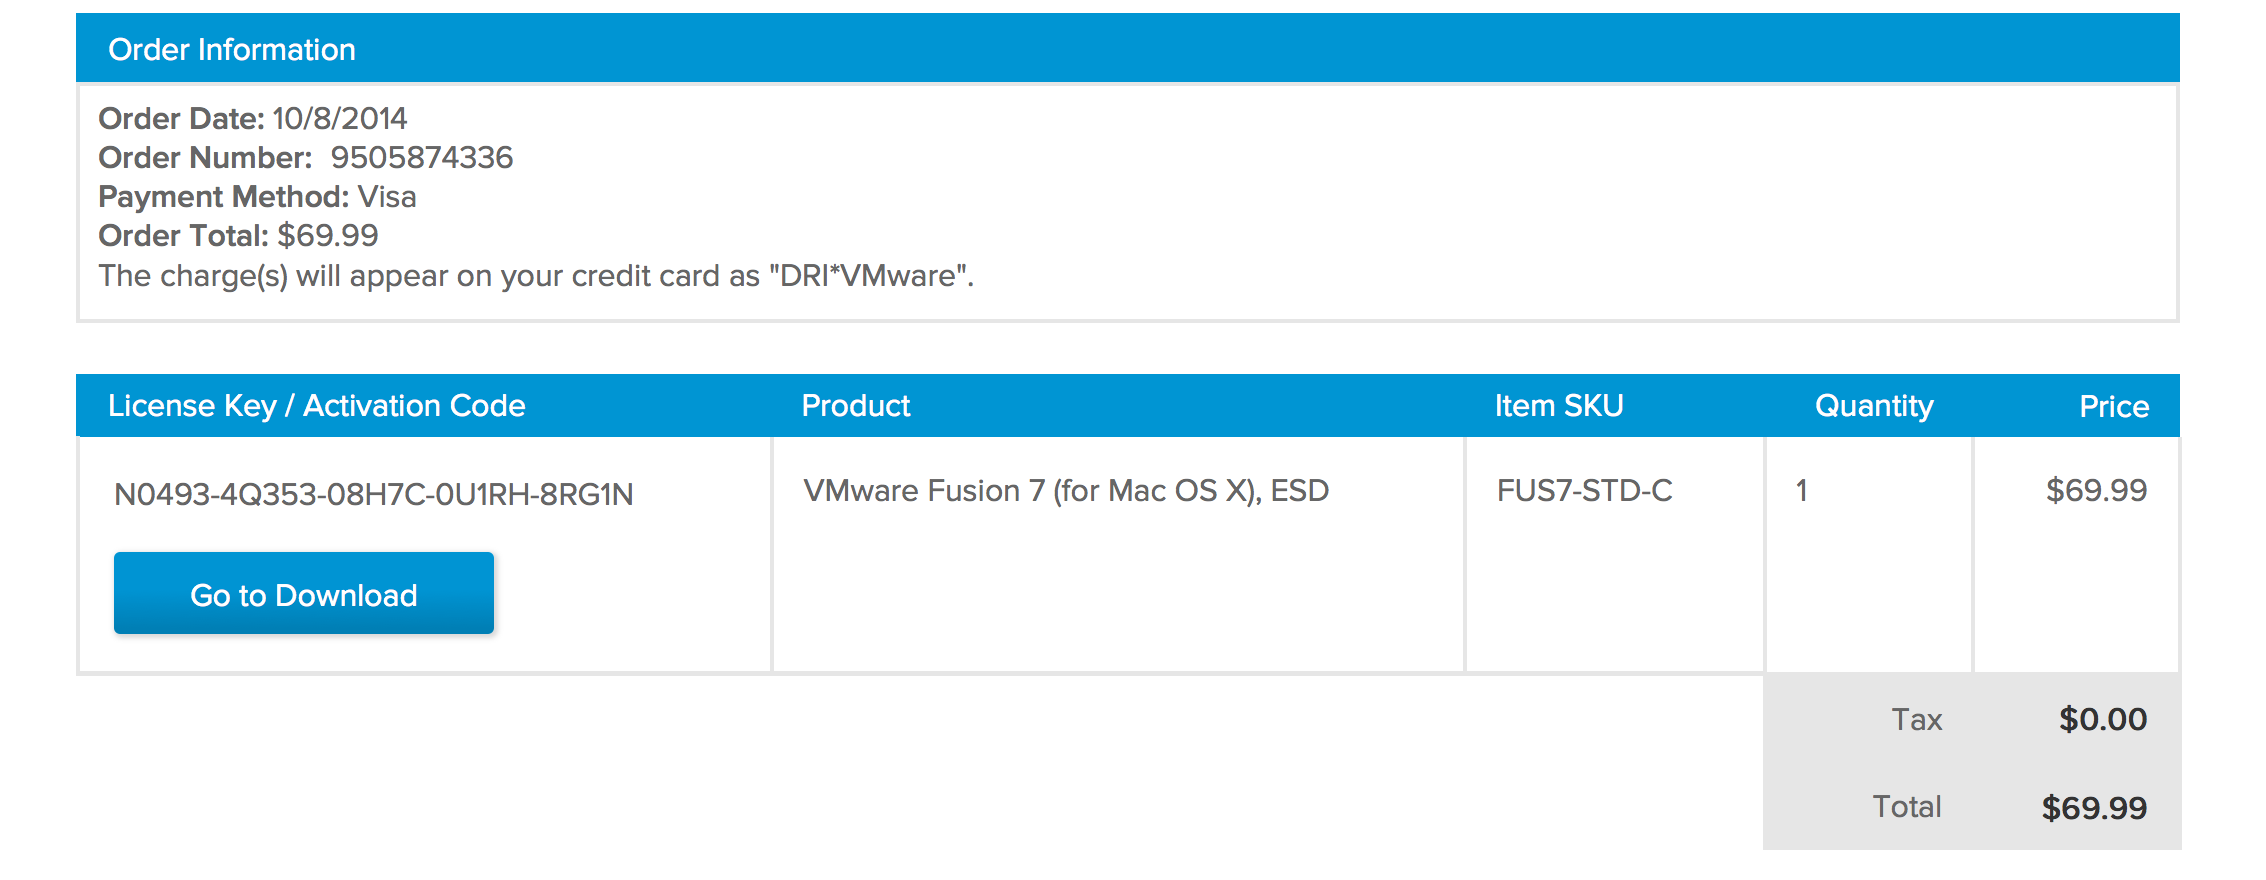 Order Information
Order Date: 10/8/2014
Order Number: 9505874336
Payment Method: Visa
Order Total: $69.99
The charge(s) will appear on your credit card as "DRI*VMware".
License Key / Activation Code Product Item SKU Quantity Price
N0493-4Q353-08H7C-0U1RH-8RG1N VMware Fusion 7 (for Mac OS X), ESD FUS7-STD-C 1 $69.99
Go to Download
Tax $0.00
Total $69.99